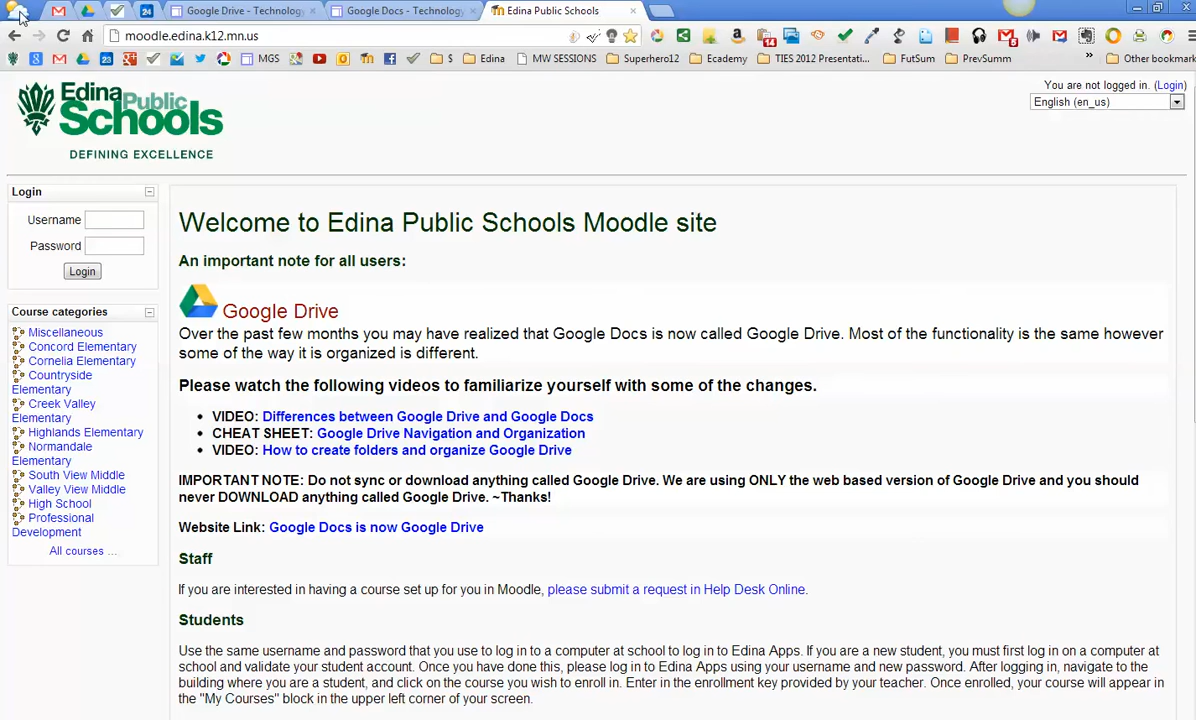 24 Google Drive - Technology Google Docs - Technology Edina Public Schools
moodle.edina.k12.mn.us
MGS $ Edina MW SESSIONS Superhero12 Ecademy TIES 2012 Presentati... FutSum PrevSumm Other bookmark
You are not logged in. (Login)
English (en_us)
Edina Public Schools
DEFINING EXCELLENCE
Login
Username
Password
Login
Course categories
Miscellaneous
Concord Elementary
Cornelia Elementary
Countryside
Elementary
Creek Valley
Elementary
Highlands Elementary
Normandale
Elementary
South View Middle
Valley View Middle
High School
Professional
Development
All courses ...
Welcome to Edina Public Schools Moodle site
An important note for all users:
Google Drive
Over the past few months you may have realized that Google Docs is now called Google Drive. Most of the functionality is the same however
some of the way it is organized is different.
Please watch the following videos to familiarize yourself with some of the changes.
• VIDEO: Differences between Google Drive and Google Docs
• CHEAT SHEET: Google Drive Navigation and Organization
• VIDEO: How to create folders and organize Google Drive
IMPORTANT NOTE: Do not sync or download anything called Google Drive. We are using ONLY the web based version of Google Drive and you should
never DOWNLOAD anything called Google Drive. ~Thanks!
Website Link: Google Docs is now Google Drive
Staff
If you are interested in having a course set up for you in Moodle, please submit a request in Help Desk Online.
Students
Use the same username and password that you use to log in to a computer at school to log in to Edina Apps. If you are a new student, you must first log in on a computer at
school and validate your student account. Once you have done this, please log in to Edina Apps using your username and new password. After logging in, navigate to the
building where you are a student, and click on the course you wish to enroll in. Enter in the enrollment key provided by your teacher. Once enrolled, your course will appear in
the "My Courses" block in the upper left corner of your screen.